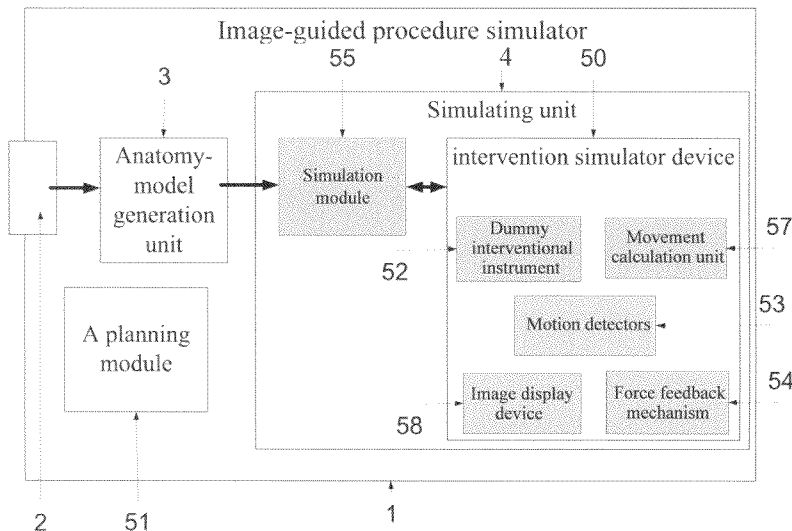 Image-guided procedure simulator
55
4
50
3
Simulating unit
Anatomy-
model
generation
unit
Simulation
module
intervention simulator device
Dummy
interventional
instrument
Movement
calculation unit
57
52
53
A planning
module
Motion detectors
54
Image display
device
Force feedback
mechanism
58
2
51
1